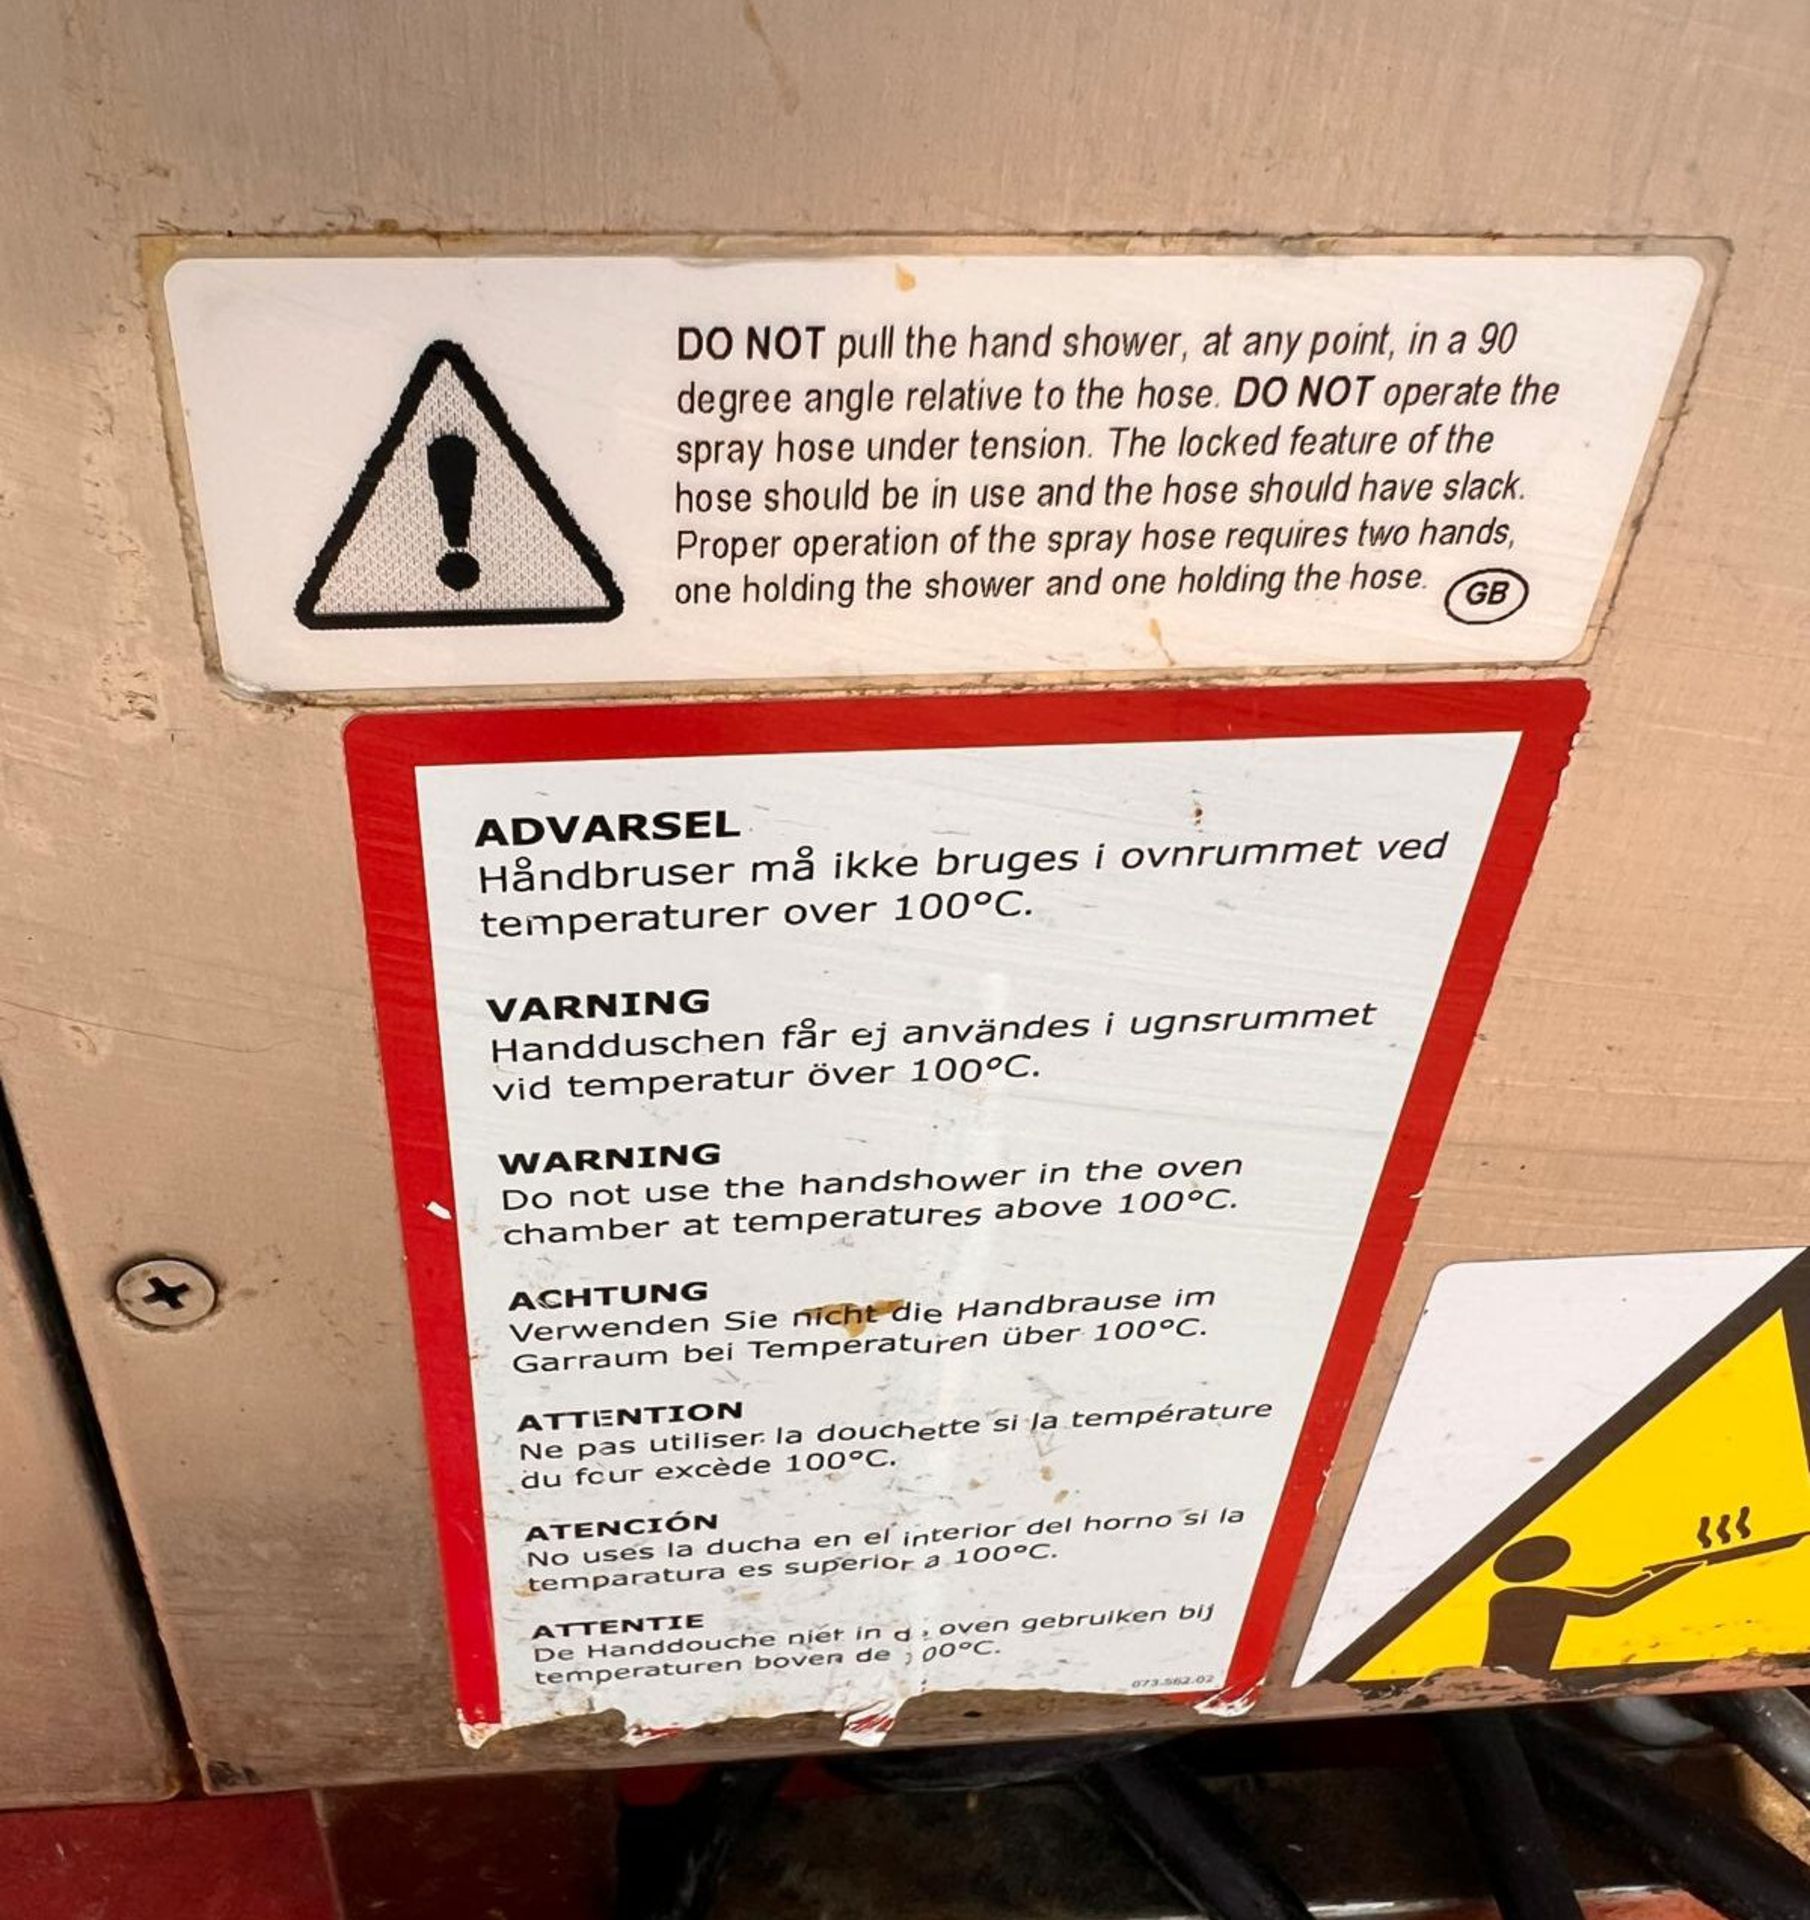 DO NOT pull the hand shower, at any point, in a 90
degree angle relative to the hose. DO NOT operate the
spray hose under tension. The locked feature of the
hose should be in use and the hose should have slack.
Proper operation of the spray hose requires two hands,
one holding the shower and one holding the hose.
GB
ADVARSEL
Håndbruser må ikke bruges i ovnrummet ved
temperaturer over 100°C.
VARNING
Handduschen får ej användes i ugnsrummet
vid temperatur över 100°C.
WARNING
Do not use the handshower in the oven
chamber at temperatures above 100°C.
ACHTUNG
Verwenden Sie nicht die Handbrause im
Garraum bei Temperaturen über 100°C.
ATTENTION
Ne pas utiliser la douchette si la température
du four excède 100°C.
ATENCIÓN
No uses la ducha en el interior del horno si la
temparatura es superior a 100°C.
ATTENTIE
De Handdouche niet in oven gebruiken bij
temperaturen boven de 00°C.
073.562.02